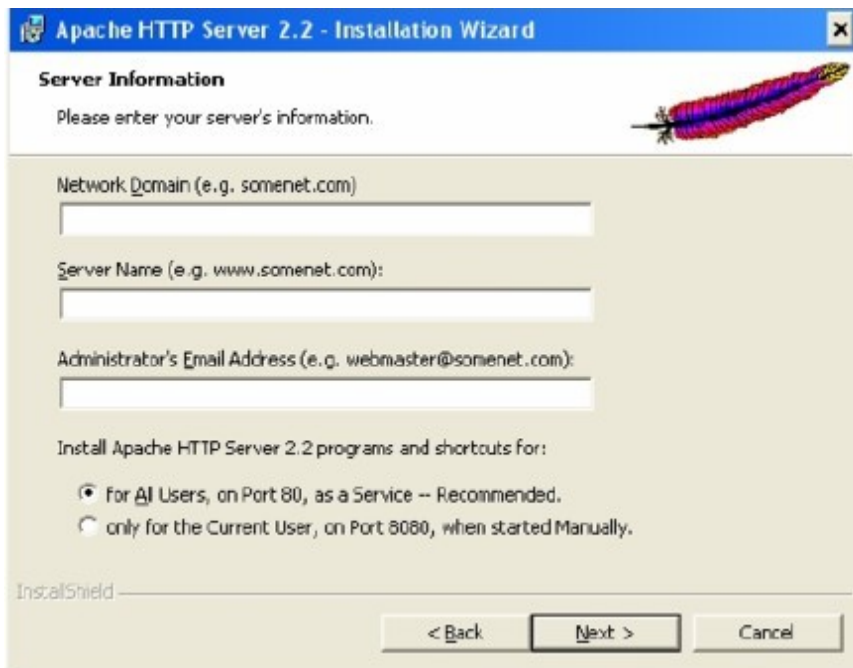 Apache HTTP Server 2.2 - Installation Wizard
Server Information
Please enter your server's information.
Network Domain (e.g. somenet.com)
Server Name (e.g. www.somenet.com):
Administrator's Email Address (e.g. webmaster@somenet.com):
Install Apache HTTP Server 2.2 programs and shortcuts for:
for All Users, on Port 80, as a Service -- Recommended.
only for the Current User, on Port 8080, when started Manually.
InstallShield
< Back Next > Cancel